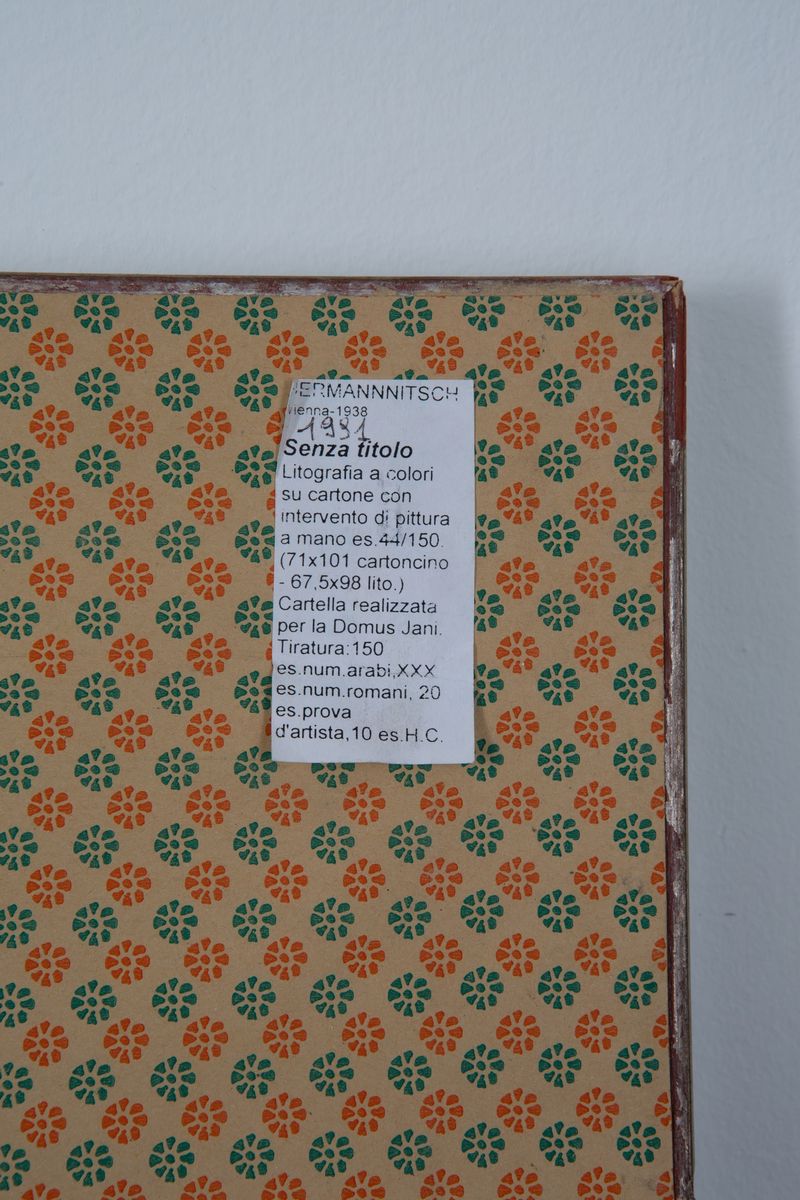 HERMANNNITSCH
Vienna-1938
1991
Senza titolo
Litografia a colori
su cartone con
intervento di pittura
a mano es.44/150.
(71x101 cartoncino
- 67,5x98 lito.)
Cartella realizzata
per la Domus Jani.
Tiratura:150
es.num.arabi,XXX
es.num.romani, 20
es.prova
d'artista,10 es.H.C.